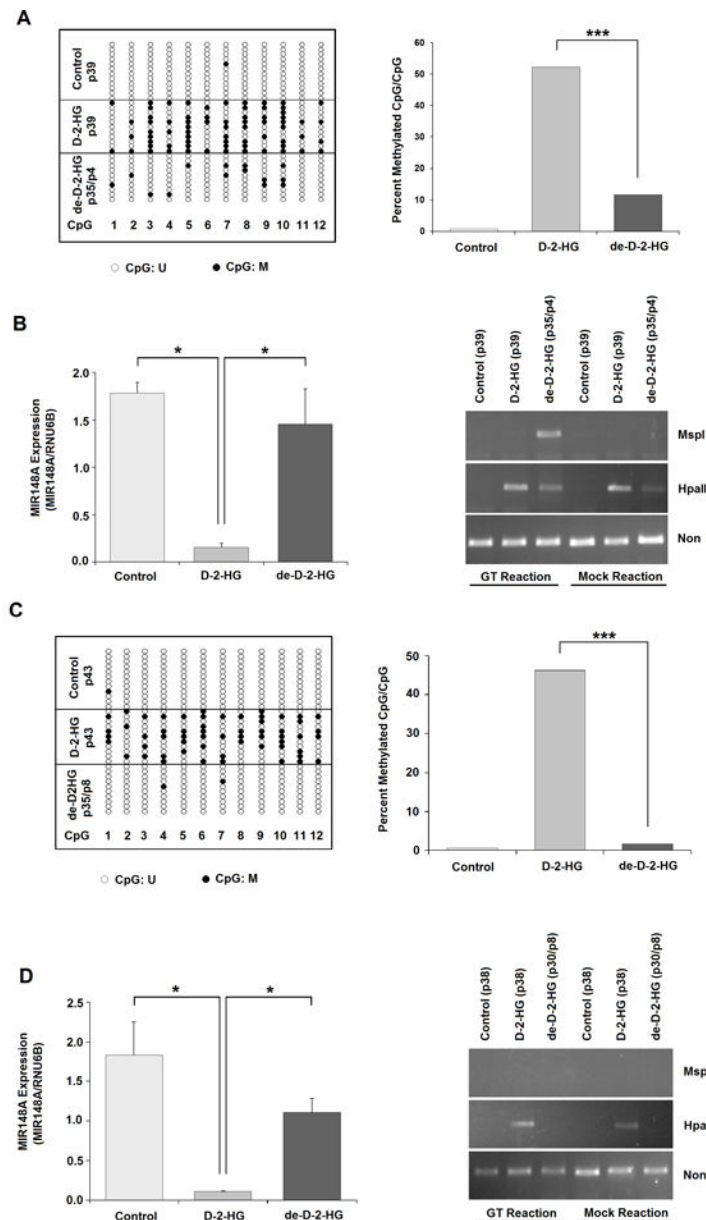 A
Control
p39
D-2-HG
p39
de-D-2-HG
p35/p4
CpG 1 2 3 4 5 6 7 8 9 10 11 12
CpG: U CpG: M
Percent Methylated CpG/CpG
60
50
40
30
20
10
0
***
Control D-2-HG de-D-2-HG
B
MIR148A Expression
(MIR148A/RNU6B)
2.0
1.5
1.0
0.5
0.0
* *
Control D-2-HG de-D-2-HG
Control (p39)
D-2-HG (p39)
de-D-2-HG (p35/p4)
Control (p39)
D-2-HG (p39)
de-D-2-HG (p35/p4)
MspI
HpaII
Non
GT Reaction Mock Reaction
C
Control
p43
D-2-HG
p43
de-D2HG
p35/p8
CpG 1 2 3 4 5 6 7 8 9 10 11 12
CpG: U CpG: M
Percent Methylated CpG/CpG
50
40
30
20
10
0
***
Control D-2-HG de-D-2-HG
D
MIR148A Expression
(MIR148A/RNU6B)
2.5
2.0
1.5
1.0
0.5
0.0
* *
Control D-2-HG de-D-2-HG
Control (p38)
D-2-HG (p38)
de-D-2-HG (p30/p8)
Control (p38)
D-2-HG (p38)
de-D-2-HG (p30/p8)
Msp
Hpa
Non
GT Reaction Mock Reaction